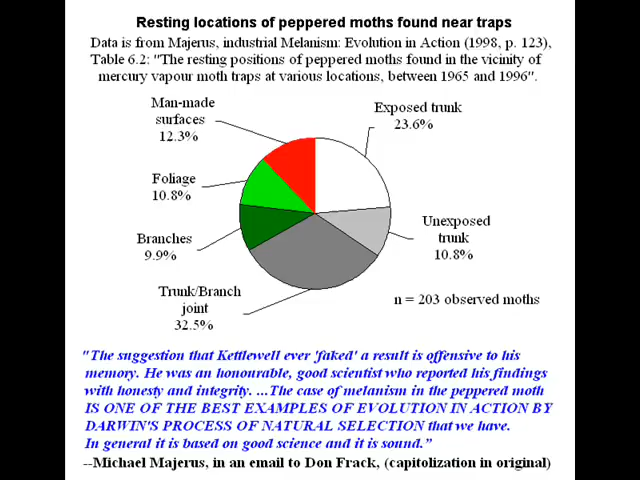 Resting locations of peppered moths found near traps
Data is from Majerus, industrial Melanism: Evolution in Action (1998, p. 123),
Table 6.2: "The resting positions of peppered moths found in the vicinity of
mercury vapour moth traps at various locations, between 1965 and 1996".
Man-made
surfaces
12.3%
Exposed trunk
23.6%
Foliage
10.8%
Unexposed
trunk
10.8%
Branches
9.9%
Trunk/Branch
joint
32.5%
n = 203 observed moths
"The suggestion that Kettlewell ever 'faked' a result is offensive to his
memory. He was an honourable, good scientist who reported his findings
with honesty and integrity. ...The case of melanism in the peppered moth
IS ONE OF THE BEST EXAMPLES OF EVOLUTION IN ACTION BY
DARWIN'S PROCESS OF NATURAL SELECTION that we have.
In general it is based on good science and it is sound."
--Michael Majerus, in an email to Don Frack, (capitolization in original)